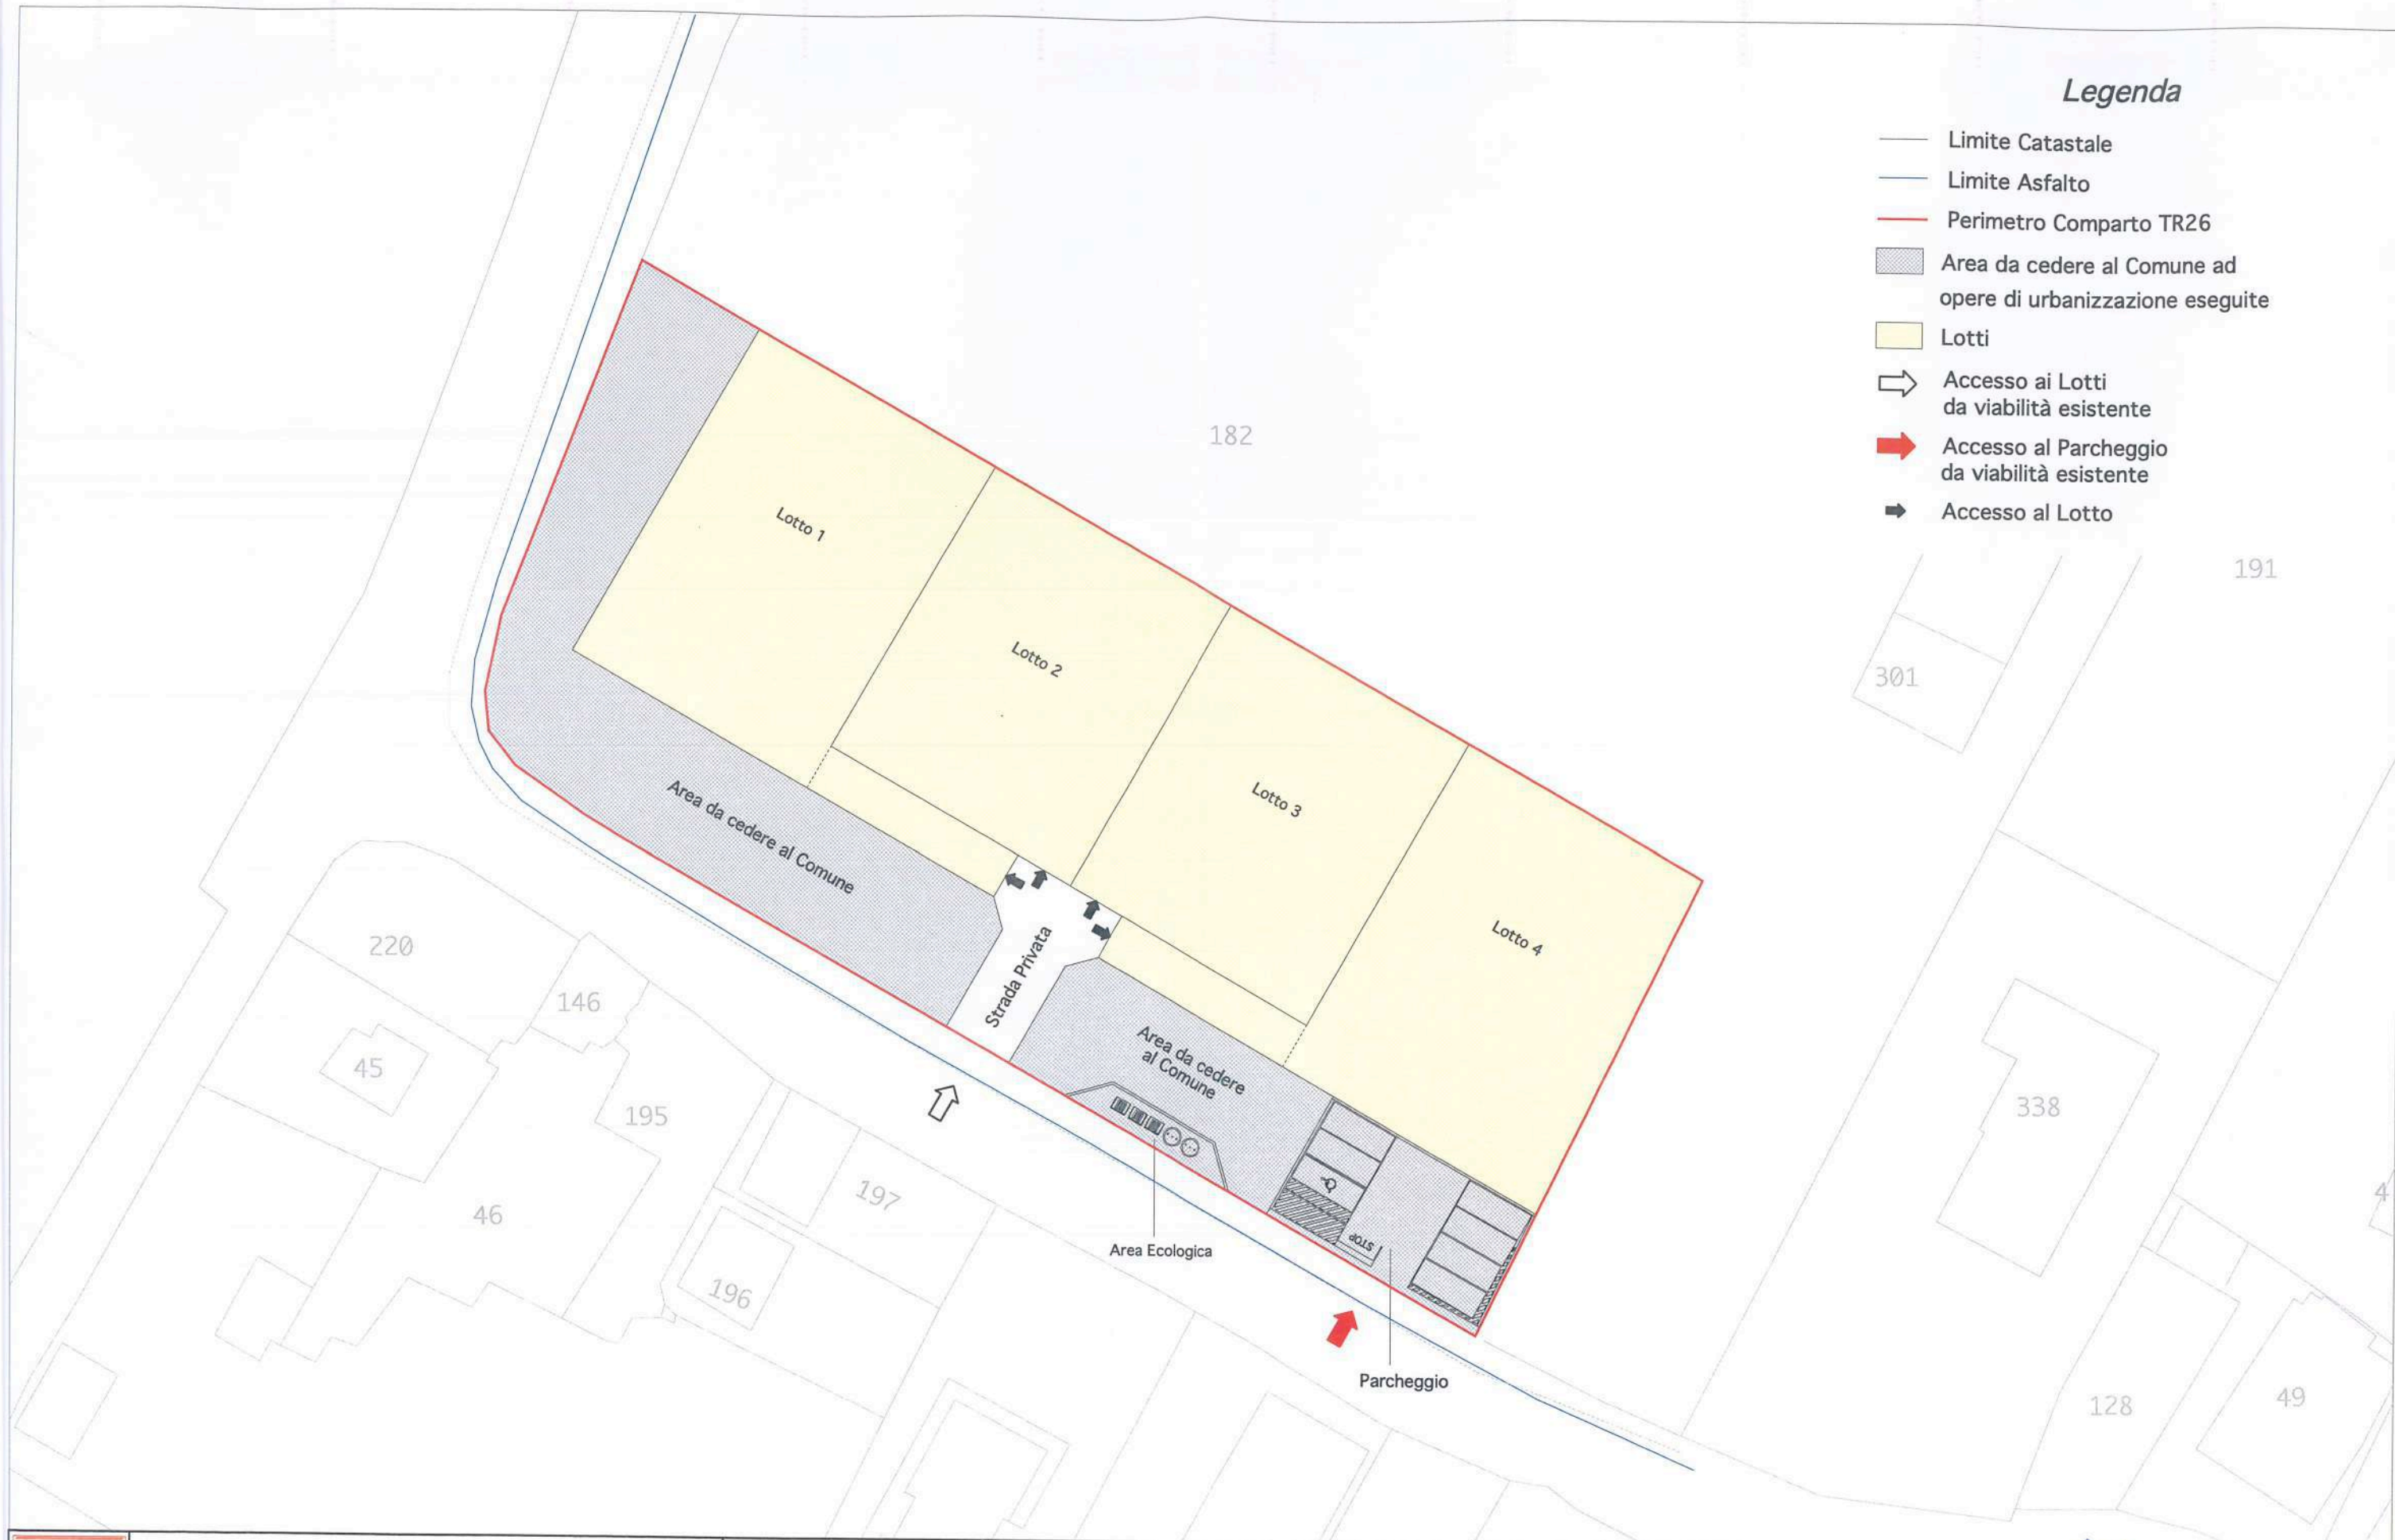 Legenda
Limite Catastale
Limite Asfalto
Perimetro Comparto TR26
Area da cedere al Comune ad
opere di urbanizzazione eseguite
Lotti
Accesso ai Lotti
da viabilità esistente
Accesso al Parcheggio
da viabilità esistente
Accesso al Lotto
182
191
301
Lotto 1
Lotto 2
Lotto 3
Lotto 4
Area da cedere al Comune
Strada Privata
Area da cedere
al Comune
220
146
45
195
46
197
196
338
4
128
49
STOP
Area Ecologica
Parcheggio